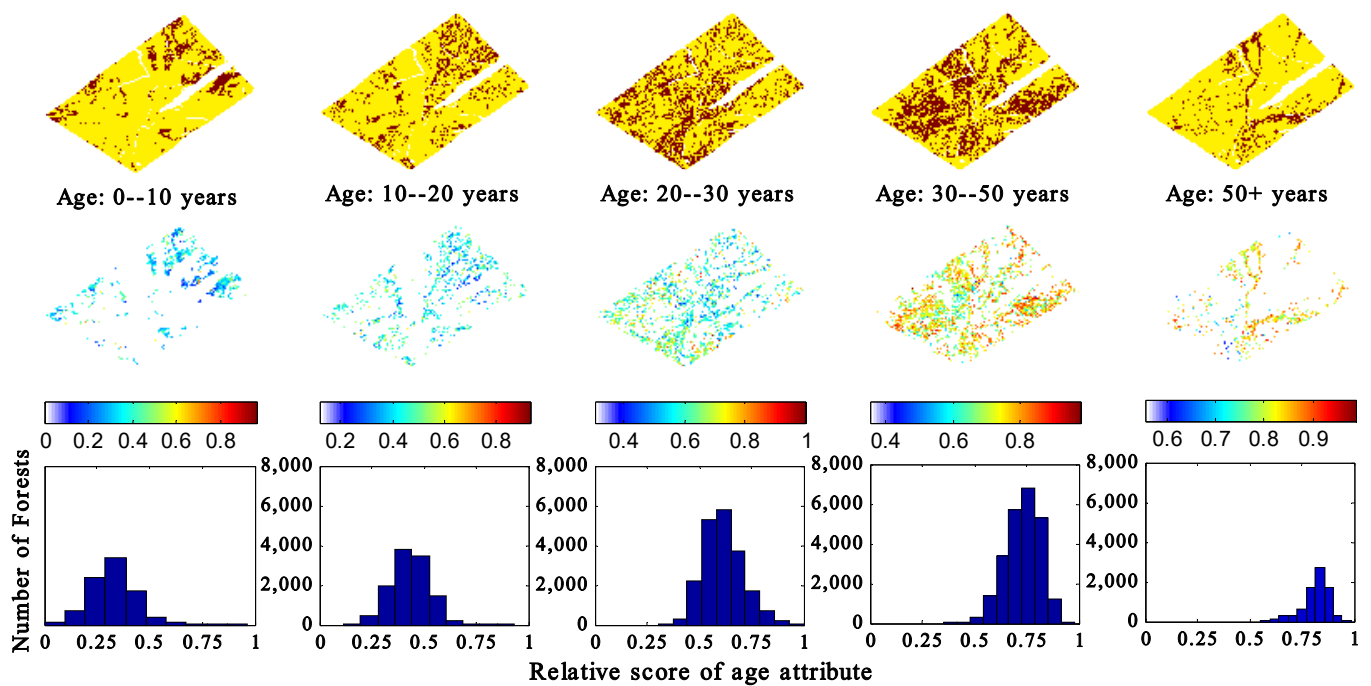 Age: 0--10 years Age: 10--20 years Age: 20--30 years Age: 30--50 years Age: 50+ years
0 0.2 0.4 0.6 0.8 0.2 0.4 0.6 0.8 0.4 0.6 0.8 1 0.4 0.6 0.8 0.6 0.7 0.8 0.9
Number of Forests
8,000 8,000 8,000 8,000
6,000 6,000 6,000 6,000
4,000 4,000 4,000 4,000
2,000 2,000 2,000 2,000
0 0 0 0
0 0.25 0.5 0.75 1 0 0.25 0.5 0.75 1 0 0.25 0.5 0.75 1 0 0.25 0.5 0.75 1 0 0.25 0.5 0.75 1
Relative score of age attribute